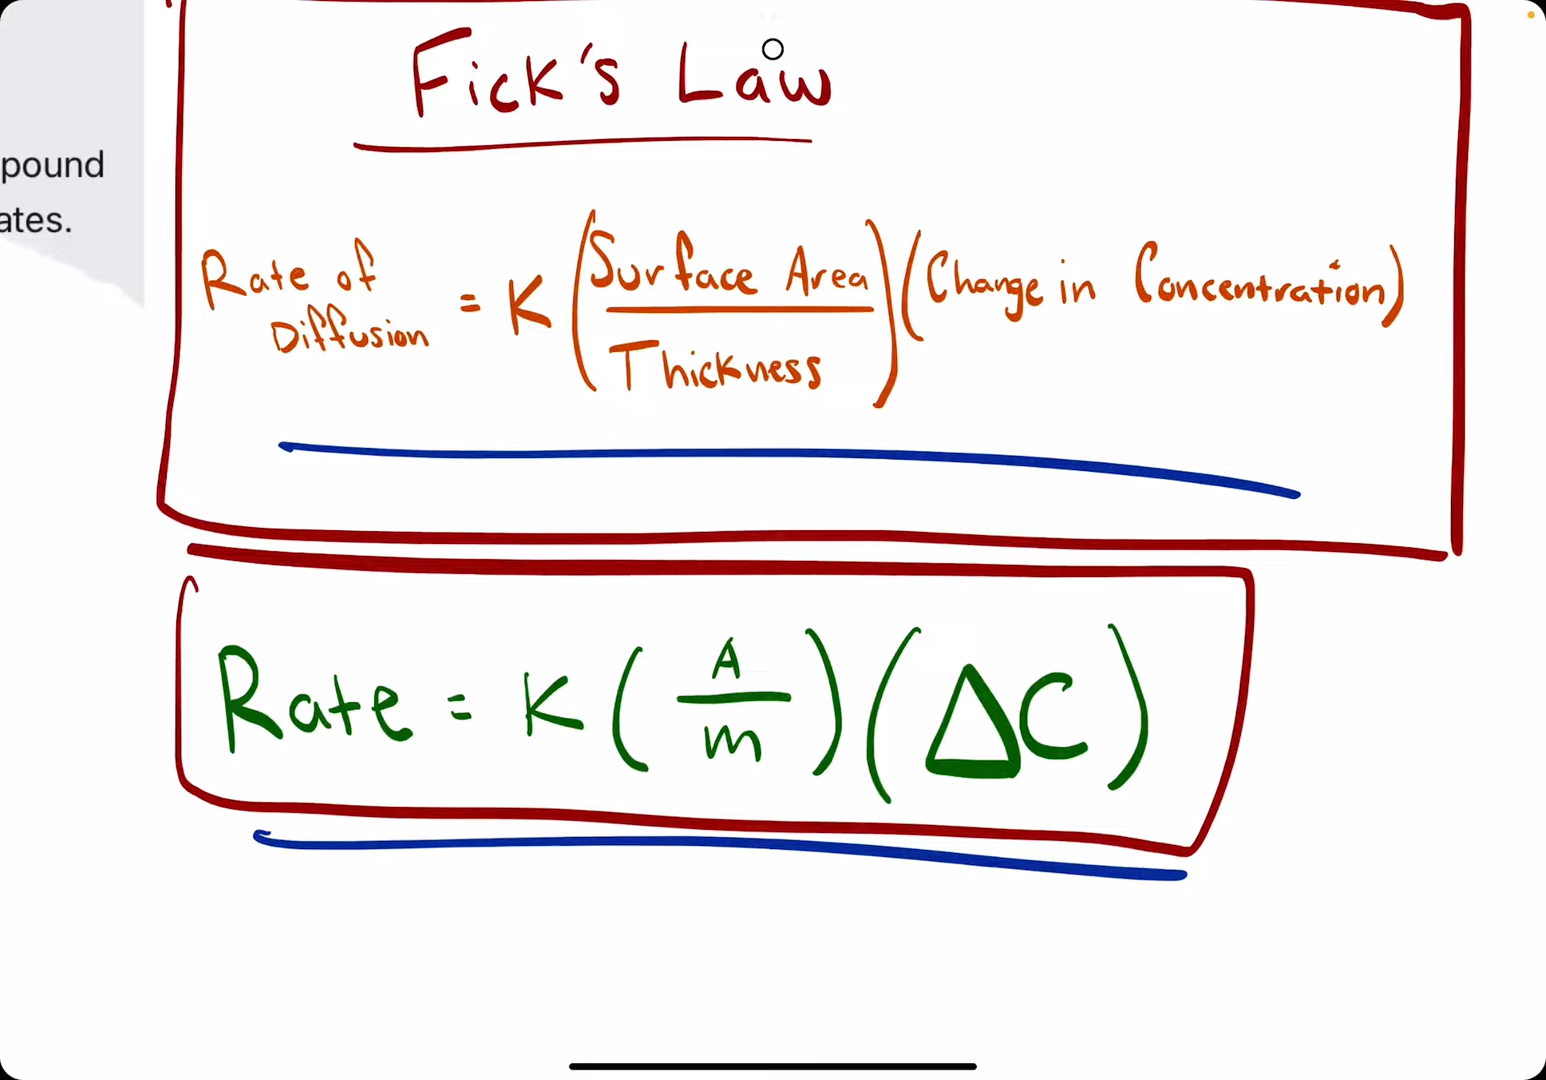 Fick's Law
pound
ates.
Rate of Diffusion = K (Surface Area / Thickness) (Change in Concentration)
Rate = K (A / m) (ΔC)